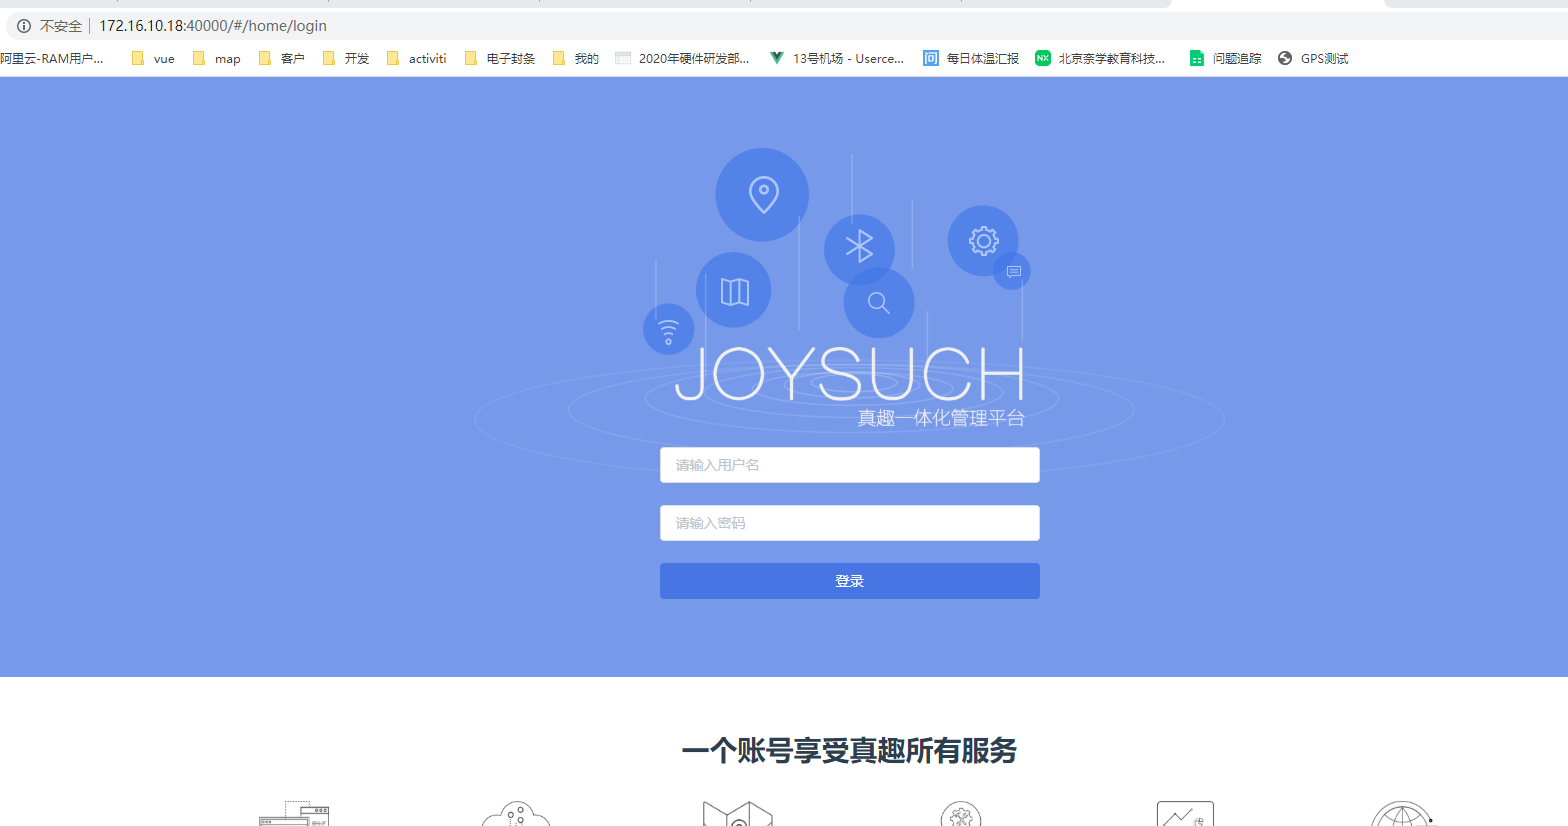 不安全 172.16.10.18:40000/#/home/login
阿里云-RAM用户... vue map 客户 开发 activiti 电子封条 我的 2020年硬件研发部... 13号机场 - Userce... 每日体温汇报 北京奈学教育科技... 问题追踪 GPS测试
JOYSUCH
真趣一体化管理平台
请输入用户名
请输入密码
登录
一个账号享受真趣所有服务